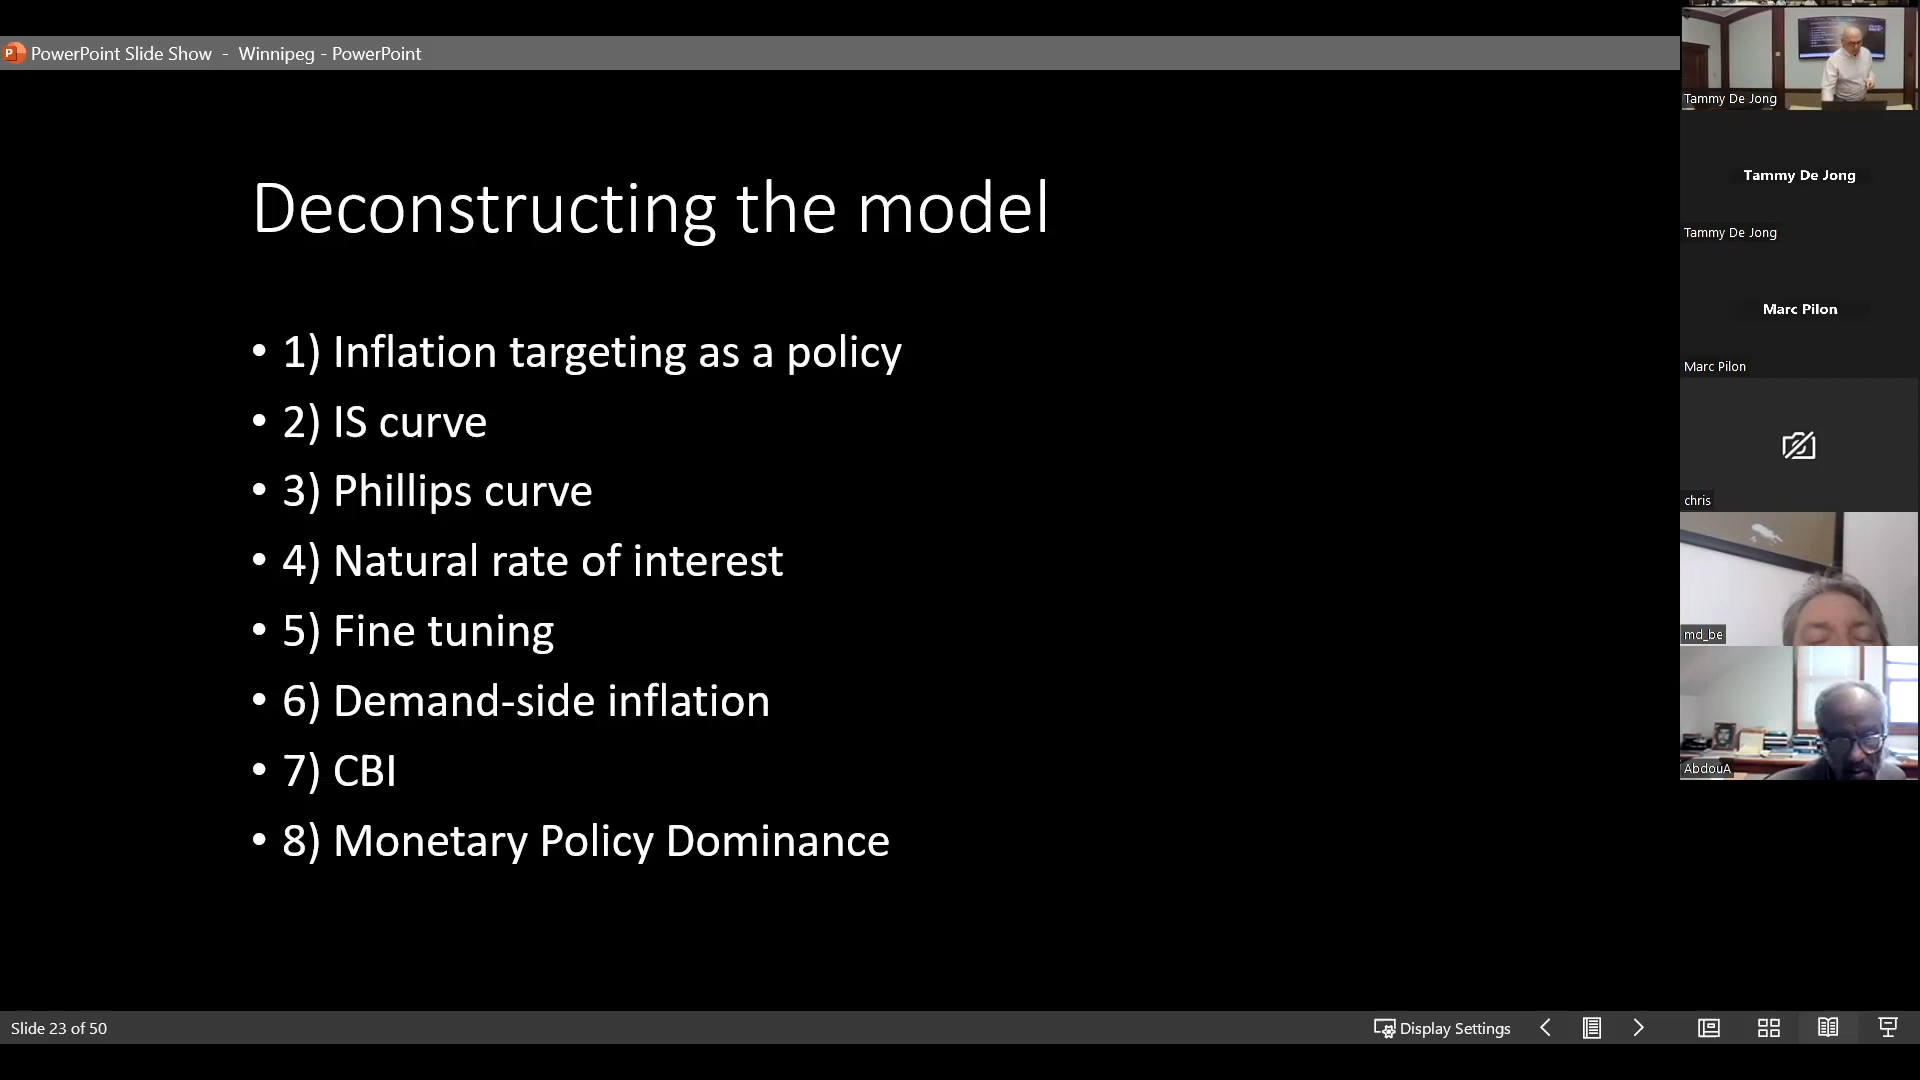 PowerPoint Slide Show - Winnipeg - PowerPoint
Deconstructing the model
• 1) Inflation targeting as a policy
• 2) IS curve
• 3) Phillips curve
• 4) Natural rate of interest
• 5) Fine tuning
• 6) Demand-side inflation
• 7) CBI
• 8) Monetary Policy Dominance
Slide 23 of 50
Display Settings
Tammy De Jong
Tammy De Jong
Tammy De Jong
Marc Pilon
Marc Pilon
chris
md_be
AbdouA